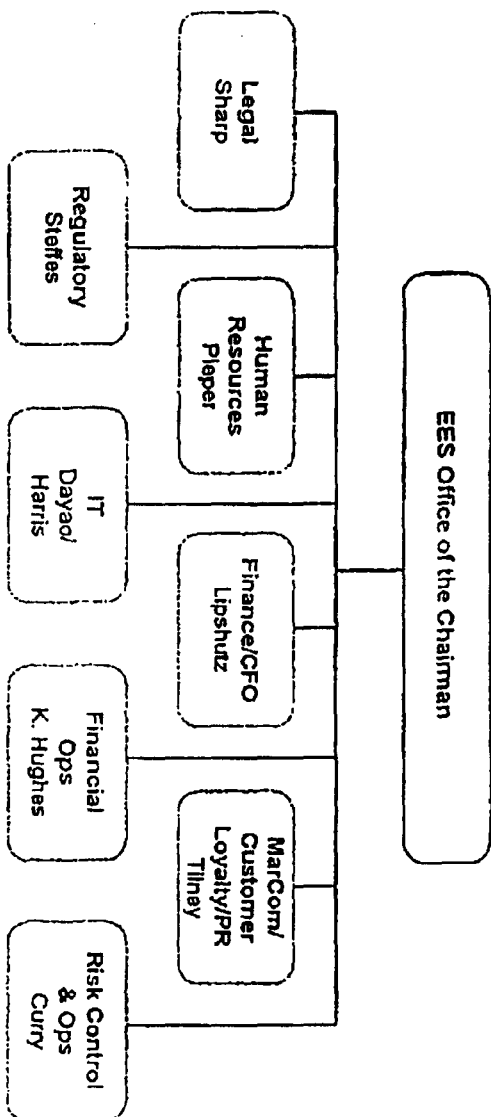 EES Office of the Chairman
Legal
Sharp
Human
Resources
Pieper
Finance/CFO
Lipshutz
MarCom/
Customer
Loyalty/PR
Tilney
Regulatory
Steffes
IT
Dayao/
Harris
Financial
Ops
K. Hughes
Risk Control
& Ops
Curry